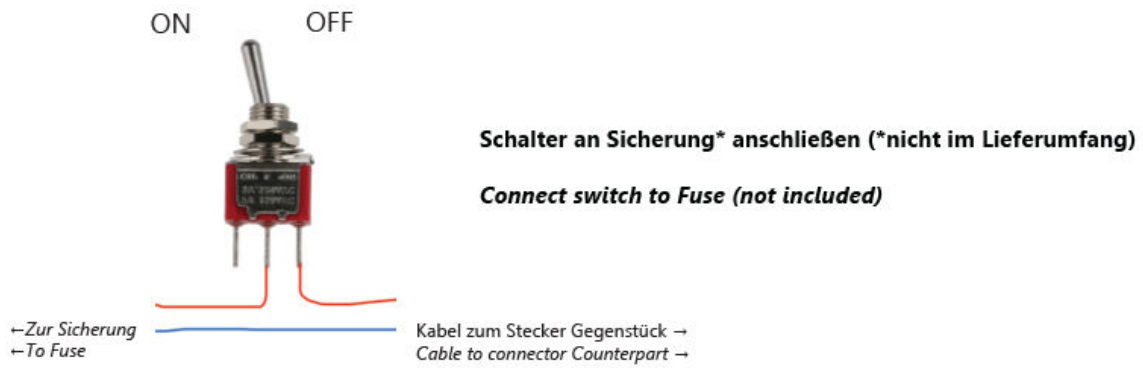 ON OFF
Schalter an Sicherung* anschließen (*nicht im Lieferumfang)
Connect switch to Fuse (not included)
←Zur Sicherung
←To Fuse
Kabel zum Stecker Gegenstück →
Cable to connector Counterpart →